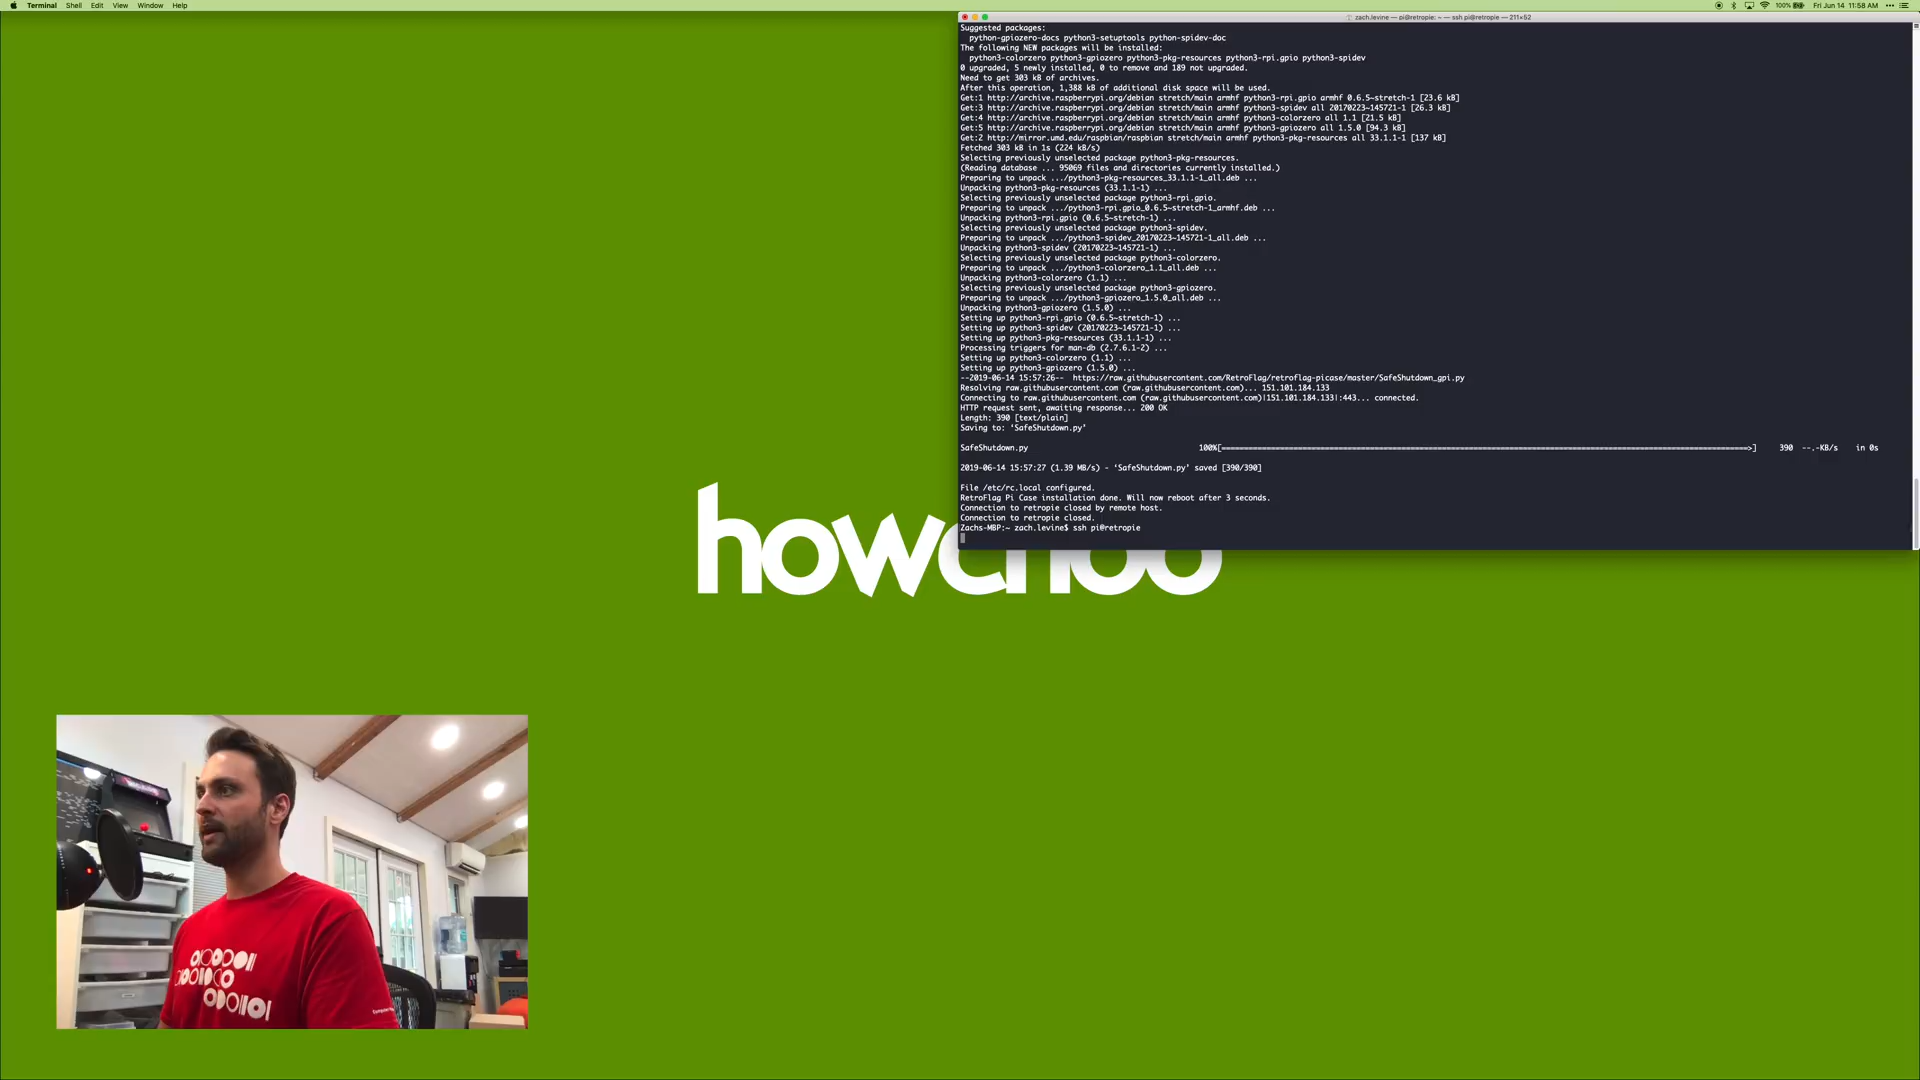 Terminal Shell Edit View Window Help
100% Fri Jun 14 11:58 AM
zach.levine — pi@retropie: ~ — ssh pi@retropie — 211×52
Suggested packages:
python-gpiozero-docs python3-setuptools python-spidev-doc
The following NEW packages will be installed:
python3-colorzero python3-gpiozero python3-pkg-resources python3-rpi.gpio python3-spidev
0 upgraded, 5 newly installed, 0 to remove and 189 not upgraded.
Need to get 303 kB of archives.
After this operation, 1,388 kB of additional disk space will be used.
Get:1 http://archive.raspberrypi.org/debian stretch/main armhf python3-rpi.gpio armhf 0.6.5~stretch-1 [23.6 kB]
Get:3 http://archive.raspberrypi.org/debian stretch/main armhf python3-spidev all 20170223~145721-1 [26.3 kB]
Get:4 http://archive.raspberrypi.org/debian stretch/main armhf python3-colorzero all 1.1 [21.5 kB]
Get:5 http://archive.raspberrypi.org/debian stretch/main armhf python3-gpiozero all 1.5.0 [94.3 kB]
Get:2 http://mirror.umd.edu/raspbian/raspbian stretch/main armhf python3-pkg-resources all 33.1.1-1 [137 kB]
Fetched 303 kB in 1s (224 kB/s)
Selecting previously unselected package python3-pkg-resources.
(Reading database ... 95069 files and directories currently installed.)
Preparing to unpack .../python3-pkg-resources_33.1.1-1_all.deb ...
Unpacking python3-pkg-resources (33.1.1-1) ...
Selecting previously unselected package python3-rpi.gpio.
Preparing to unpack .../python3-rpi.gpio_0.6.5~stretch-1_armhf.deb ...
Unpacking python3-rpi.gpio (0.6.5~stretch-1) ...
Selecting previously unselected package python3-spidev.
Preparing to unpack .../python3-spidev_20170223~145721-1_all.deb ...
Unpacking python3-spidev (20170223~145721-1) ...
Selecting previously unselected package python3-colorzero.
Preparing to unpack .../python3-colorzero_1.1_all.deb ...
Unpacking python3-colorzero (1.1) ...
Selecting previously unselected package python3-gpiozero.
Preparing to unpack .../python3-gpiozero_1.5.0_all.deb ...
Unpacking python3-gpiozero (1.5.0) ...
Setting up python3-rpi.gpio (0.6.5~stretch-1) ...
Setting up python3-spidev (20170223~145721-1) ...
Setting up python3-pkg-resources (33.1.1-1) ...
Processing triggers for man-db (2.7.6.1-2) ...
Setting up python3-colorzero (1.1) ...
Setting up python3-gpiozero (1.5.0) ...
--2019-06-14 15:57:26-- https://raw.githubusercontent.com/RetroFlag/retroflag-picase/master/SafeShutdown_gpi.py
Resolving raw.githubusercontent.com (raw.githubusercontent.com)... 151.101.184.133
Connecting to raw.githubusercontent.com (raw.githubusercontent.com)|151.101.184.133|:443... connected.
HTTP request sent, awaiting response... 200 OK
Length: 390 [text/plain]
Saving to: ‘SafeShutdown.py’
SafeShutdown.py 100%[===================>] 390 --.-KB/s in 0s
2019-06-14 15:57:27 (1.39 MB/s) - ‘SafeShutdown.py’ saved [390/390]
File /etc/rc.local configured.
RetroFlag Pi Case installation done. Will now reboot after 3 seconds.
Connection to retropie closed by remote host.
Connection to retropie closed.
Zachs-MBP:~ zach.levine$ ssh pi@retropie
howchoo